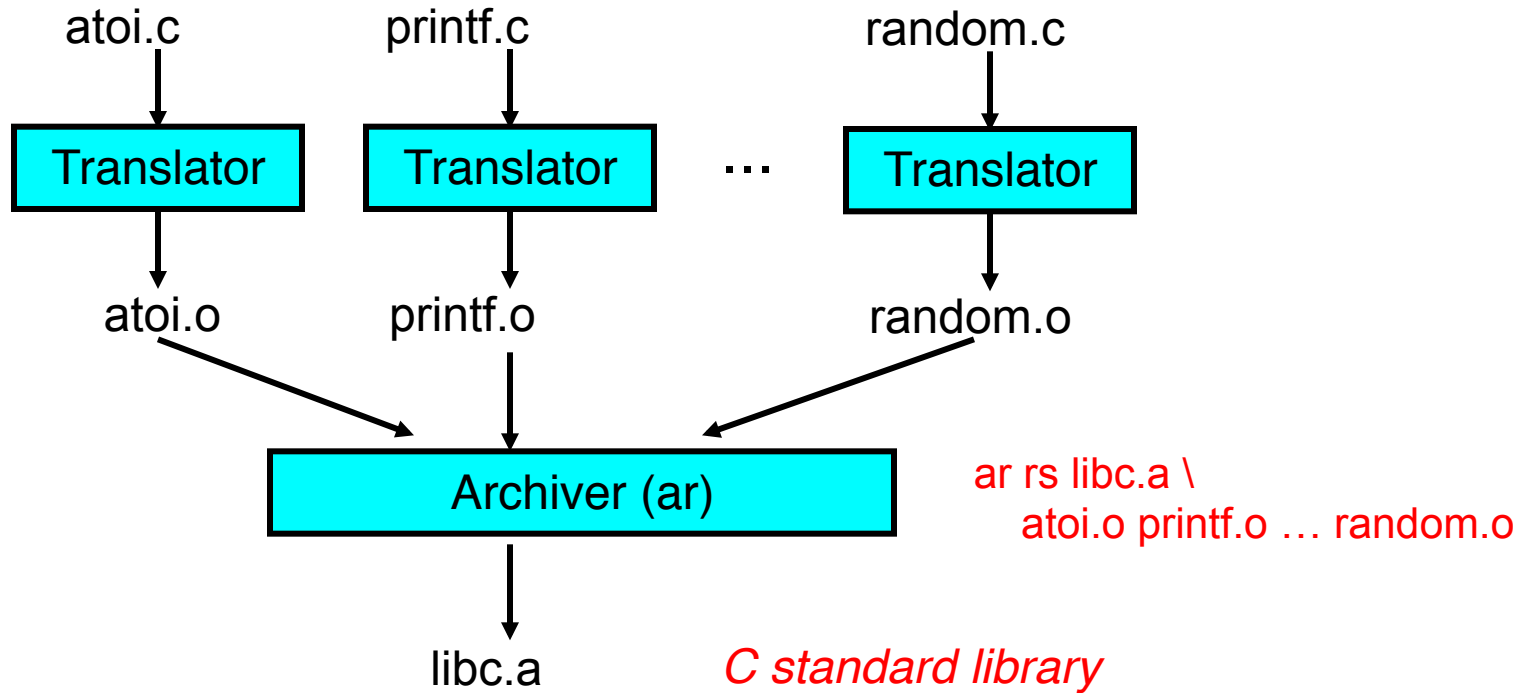 atoi.c printf.c random.c
Translator Translator ... Translator
atoi.o printf.o random.o
Archiver (ar)
ar rs libc.a \
atoi.o printf.o … random.o
libc.a C standard library